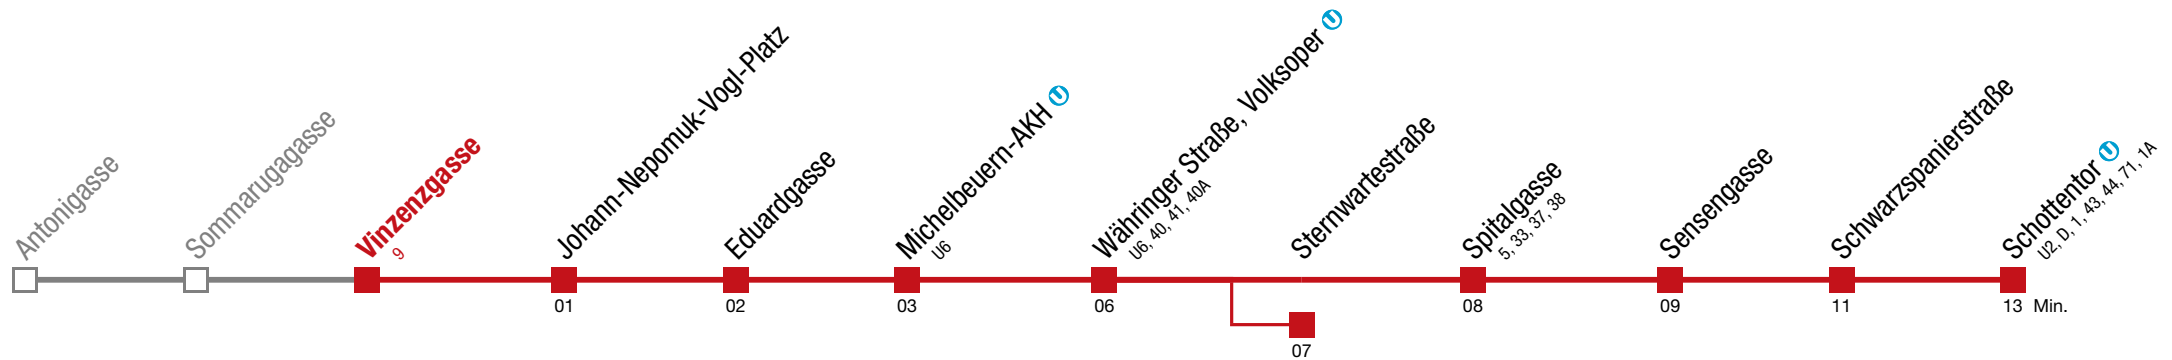 Antonigasse
Sommarugagasse
Vinzenzgasse
9
Johann-Nepomuk-Vogl-Platz
Eduardgasse
Michelbeuern-AKH U
U6
Währinger Straße, Volksoper U
U6, 40, 41, 40A
Sternwartestraße
Spitalgasse
5, 33, 37, 38
Sensengasse
Schwarzspanierstraße
Schottentor U
U2, D, 1, 43, 44, 71, 1A
01
02
03
06
07
08
09
11
13 Min.